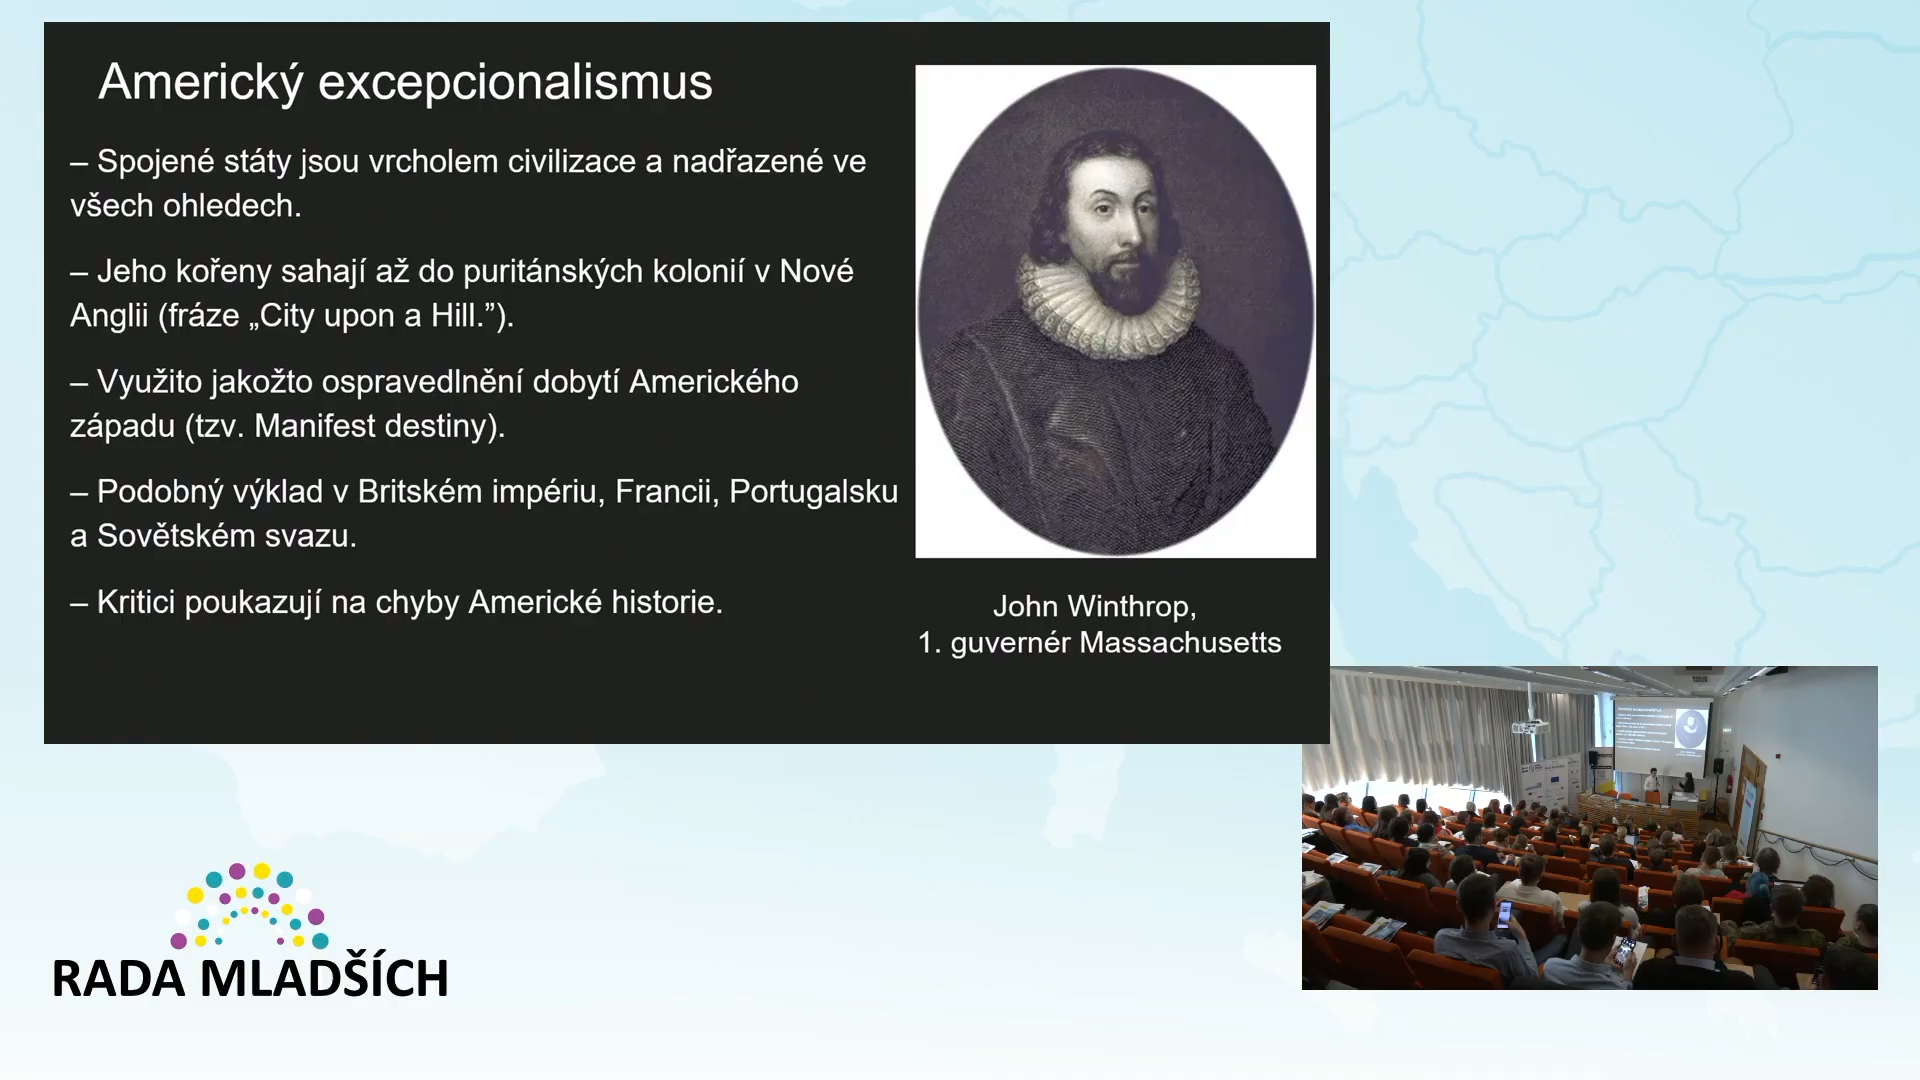 Americký excepcionalismus
– Spojené státy jsou vrcholem civilizace a nadřazené ve
všech ohledech.
– Jeho kořeny sahají až do puritánských kolonií v Nové
Anglii (fráze „City upon a Hill.”).
– Využito jakožto ospravedlnění dobytí Amerického
západu (tzv. Manifest destiny).
– Podobný výklad v Britském impériu, Francii, Portugalsku
a Sovětském svazu.
– Kritici poukazují na chyby Americké historie.
John Winthrop,
1. guvernér Massachusetts
RADA MLADŠÍCH